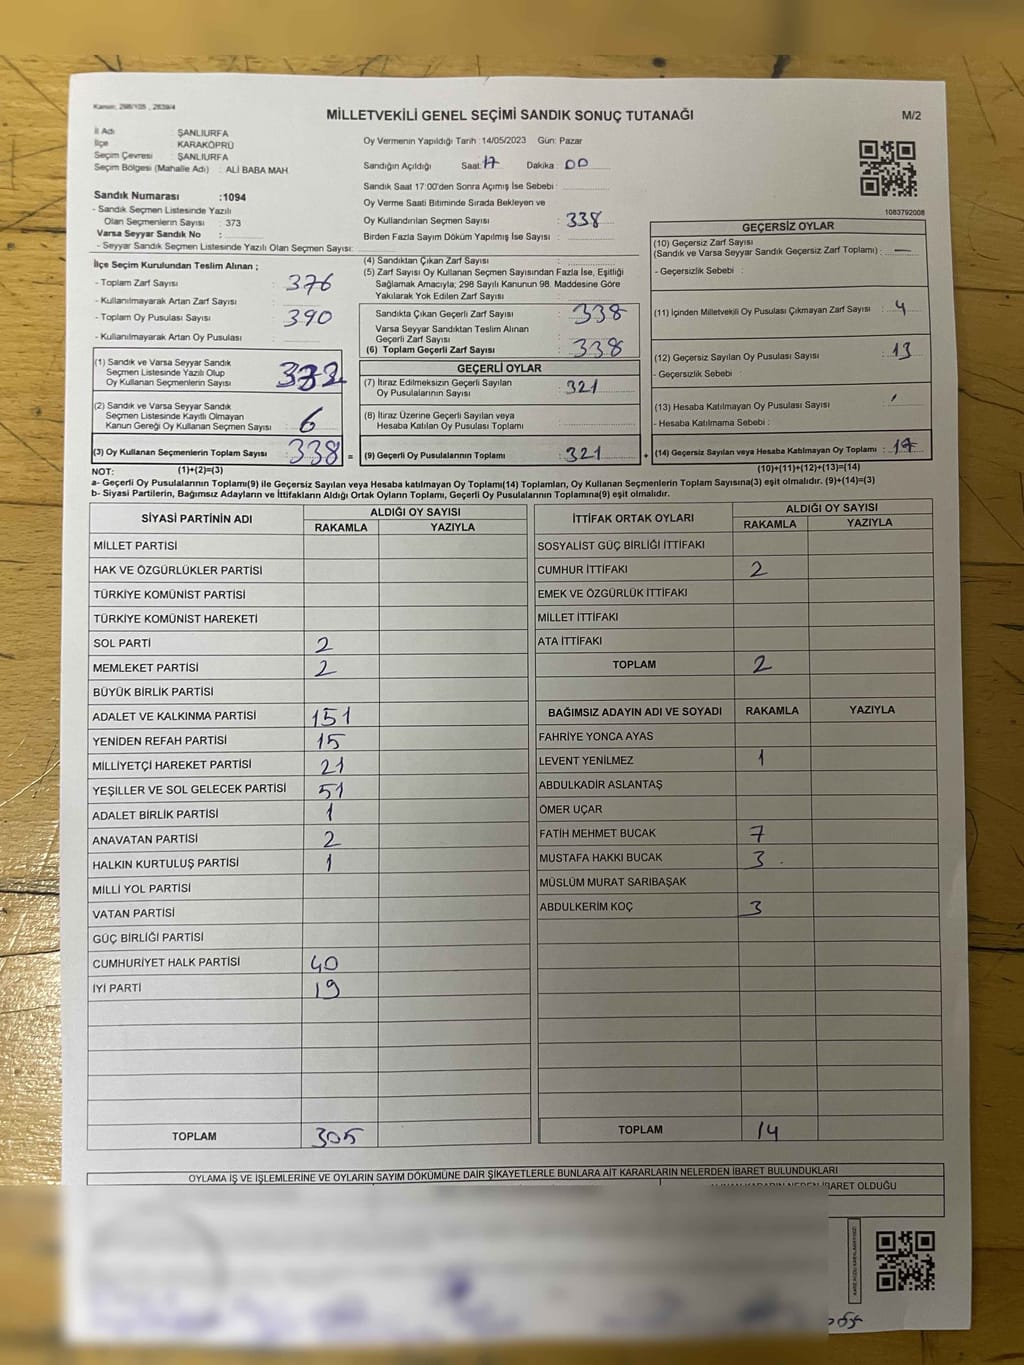 Kanun; 298/105 , 2839/4
MİLLETVEKİLİ GENEL SEÇİMİ SANDIK SONUÇ TUTANAĞI
M/2
İl Adı : ŞANLIURFA
İlçe : KARAKÖPRÜ
Seçim Çevresi : ŞANLIURFA
Seçim Bölgesi (Mahalle Adı) : ALİ BABA MAH.
Sandık Numarası :1094
- Sandık Seçmen Listesinde Yazılı
Olan Seçmenlerin Sayısı : 373
Varsa Seyyar Sandık No :
- Seyyar Sandık Seçmen Listesinde Yazılı Olan Seçmen Sayısı:
Oy Vermenin Yapıldığı Tarih :14/05/2023 Gün: Pazar
Sandığın Açıldığı Saat: 17 Dakika : 00
Sandık Saat 17:00'den Sonra Açımış İse Sebebi :
Oy Verme Saati Bitiminde Sırada Bekleyen ve
Oy Kullandırılan Seçmen Sayısı : 338
Birden Fazla Sayım Döküm Yapılmış İse Sayısı :
1083792008
İlçe Seçim Kurulundan Teslim Alınan ;
- Toplam Zarf Sayısı : 376
- Kullanılmayarak Artan Zarf Sayısı :
- Toplam Oy Pusulası Sayısı : 390
- Kullanılmayarak Artan Oy Pusulası :
(1) Sandık ve Varsa Seyyar Sandık
Seçmen Listesinde Yazılı Olup
Oy Kullanan Seçmenlerin Sayısı : 332
(2) Sandık ve Varsa Seyyar Sandık
Seçmen Listesinde Kayıtlı Olmayan
Kanun Gereği Oy Kullanan Seçmen Sayısı : 6
(3) Oy Kullanan Seçmenlerin Toplam Sayısı : 338 =
(4) Sandıktan Çıkan Zarf Sayısı :
(5) Zarf Sayısı Oy Kullanan Seçmen Sayısından Fazla İse, Eşitliği
Sağlamak Amacıyla; 298 Sayılı Kanunun 98. Maddesine Göre
Yakılarak Yok Edilen Zarf Sayısı :
Sandıkta Çıkan Geçerli Zarf Sayısı : 338
Varsa Seyyar Sandıktan Teslim Alınan
Geçerli Zarf Sayısı :
(6) Toplam Geçerli Zarf Sayısı : 338
GEÇERLİ OYLAR
(7) İtiraz Edilmeksizin Geçerli Sayılan
Oy Pusulalarının Sayısı : 321
(8) İtiraz Üzerine Geçerli Sayılan veya
Hesaba Katılan Oy Pusulası Toplamı :
(9) Geçerli Oy Pusulalarının Toplamı : 321 +
GEÇERSİZ OYLAR
(10) Geçersiz Zarf Sayısı
(Sandık ve Varsa Seyyar Sandık Geçersiz Zarf Toplamı) : —
- Geçersizlik Sebebi :
(11) İçinden Milletvekili Oy Pusulası Çıkmayan Zarf Sayısı : 4
(12) Geçersiz Sayılan Oy Pusulası Sayısı : 13
- Geçersizlik Sebebi :
(13) Hesaba Katılmayan Oy Pusulası Sayısı :
- Hesaba Katılmama Sebebi :
(14) Geçersiz Sayılan veya Hesaba Katılmayan Oy Toplamı : 17
NOT: (1)+(2)=(3) (10)+(11)+(12)+(13)=(14)
a- Geçerli Oy Pusulalarının Toplamı(9) ile Geçersiz Sayılan veya Hesaba katılmayan Oy Toplamı(14) Toplamları, Oy Kullanan Seçmenlerin Toplam Sayısına(3) eşit olmalıdır. (9)+(14)=(3)
b- Siyasi Partilerin, Bağımsız Adayların ve İttifakların Aldığı Ortak Oyların Toplamı, Geçerli Oy Pusulalarının Toplamına(9) eşit olmalıdır.
SİYASİ PARTİNİN ADI ALDIĞI OY SAYISI
RAKAMLA YAZIYLA
MİLLET PARTİSİ
HAK VE ÖZGÜRLÜKLER PARTİSİ
TÜRKİYE KOMÜNİST PARTİSİ
TÜRKİYE KOMÜNİST HAREKETİ
SOL PARTİ 2
MEMLEKET PARTİSİ 2
BÜYÜK BİRLİK PARTİSİ
ADALET VE KALKINMA PARTİSİ 151
YENİDEN REFAH PARTİSİ 15
MİLLİYETÇİ HAREKET PARTİSİ 21
YEŞİLLER VE SOL GELECEK PARTİSİ 51
ADALET BİRLİK PARTİSİ 1
ANAVATAN PARTİSİ 2
HALKIN KURTULUŞ PARTİSİ 1
MİLLİ YOL PARTİSİ
VATAN PARTİSİ
GÜÇ BİRLİĞİ PARTİSİ
CUMHURİYET HALK PARTİSİ 40
İYİ PARTİ 19
TOPLAM 305
İTTİFAK ORTAK OYLARI ALDIĞI OY SAYISI
RAKAMLA YAZIYLA
SOSYALİST GÜÇ BİRLİĞİ İTTİFAKI
CUMHUR İTTİFAKI 2
EMEK VE ÖZGÜRLÜK İTTİFAKI
MİLLET İTTİFAKI
ATA İTTİFAKI
TOPLAM 2
BAĞIMSIZ ADAYIN ADI VE SOYADI RAKAMLA YAZIYLA
FAHRİYE YONCA AYAS
LEVENT YENİLMEZ 1
ABDULKADİR ASLANTAŞ
ÖMER UÇAR
FATİH MEHMET BUCAK 7
MUSTAFA HAKKI BUCAK 3
MÜSLÜM MURAT SARIBAŞAK
ABDULKERİM KOÇ 3
TOPLAM 14
OYLAMA İŞ VE İŞLEMLERİNE VE OYLARIN SAYIM DÖKÜMÜNE DAİR ŞİKAYETLERLE BUNLARA AİT KARARLARIN NELERDEN İBARET BULUNDUKLARI
İBARET OLDUĞU